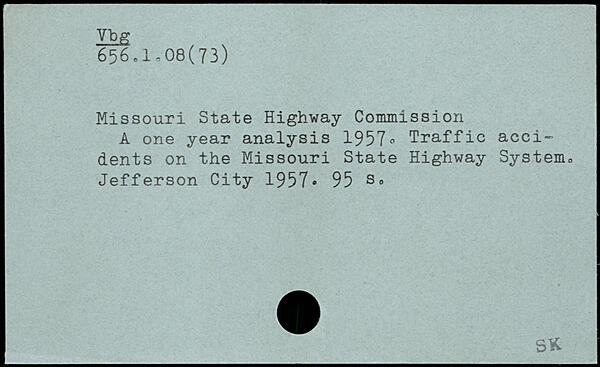 Vbg
656.1.08(73)
Missouri State Highway Commission
A one year analysis 1957. Traffic acci-
dents on the Missouri State Highway System.
Jefferson City 1957. 95 s.
SK